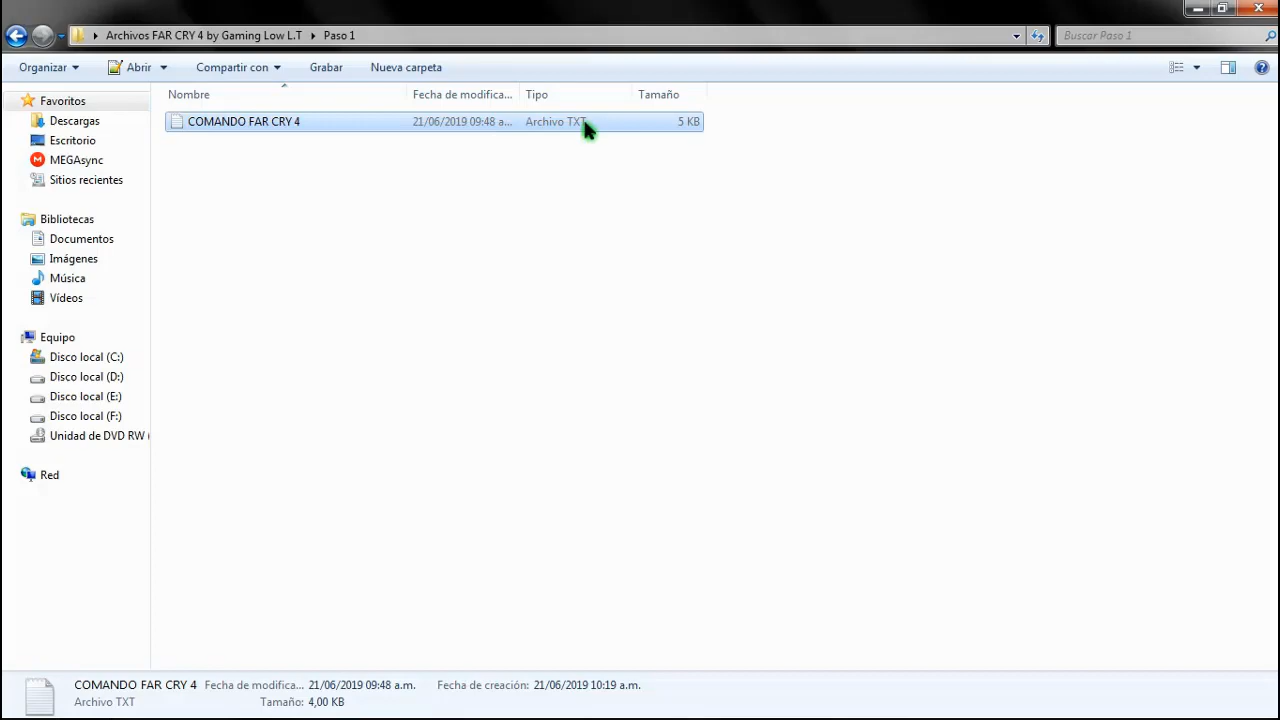 Archivos FAR CRY 4 by Gaming Low L.T Paso 1
Buscar Paso 1
Organizar Abrir Compartir con Grabar Nueva carpeta
Nombre Fecha de modifica... Tipo Tamaño
COMANDO FAR CRY 4 21/06/2019 09:48 a... Archivo TXT 5 KB
Favoritos
Descargas
Escritorio
MEGAsync
Sitios recientes
Bibliotecas
Documentos
Imágenes
Música
Vídeos
Equipo
Disco local (C:)
Disco local (D:)
Disco local (E:)
Disco local (F:)
Unidad de DVD RW (
Red
COMANDO FAR CRY 4 Fecha de modifica... 21/06/2019 09:48 a.m. Fecha de creación: 21/06/2019 10:19 a.m.
Archivo TXT Tamaño: 4,00 KB